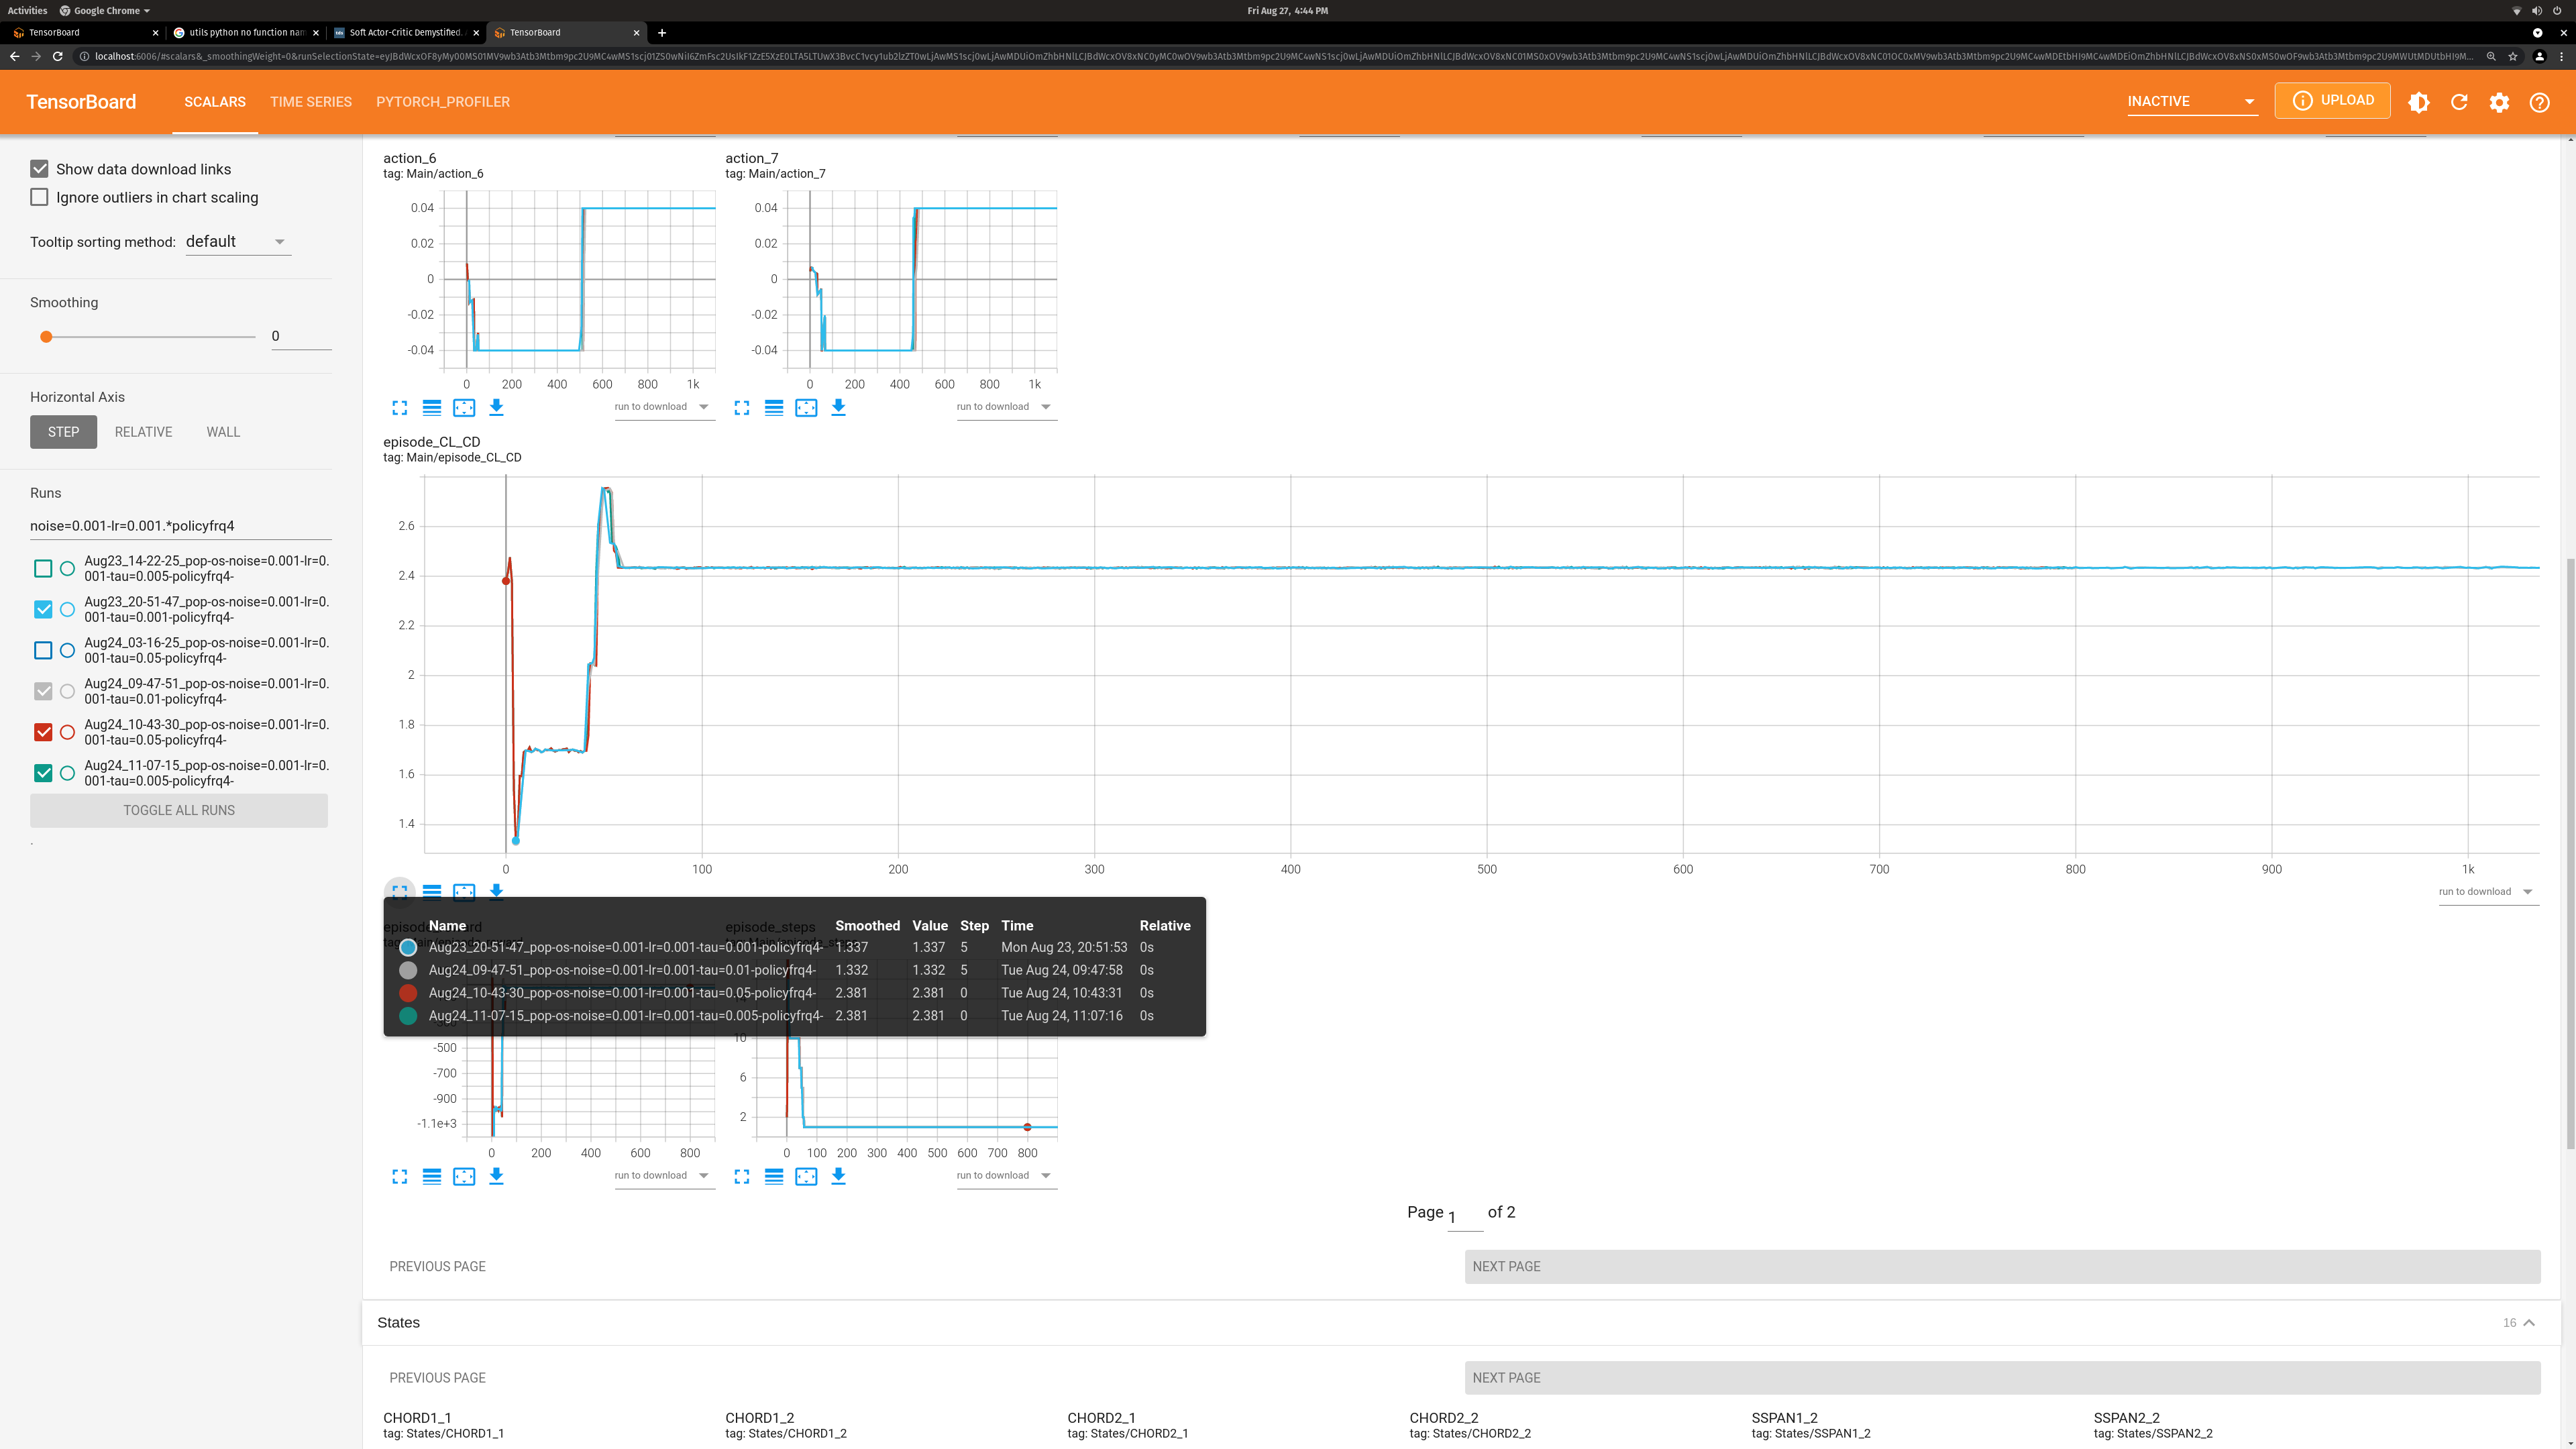 Activities Google Chrome Fri Aug 27, 4:44 PM
TensorBoard utils python no function nam Soft Actor-Critic Demystified. TensorBoard
TensorBoard SCALARS TIME SERIES PYTORCH_PROFILER INACTIVE UPLOAD
Show data download links
Ignore outliers in chart scaling
Tooltip sorting method: default
Smoothing
0
Horizontal Axis
STEP RELATIVE WALL
Runs
noise=0.001-lr=0.001.*policyfrq4
Aug23_14-22-25_pop-os-noise=0.001-lr=0.
001-tau=0.005-policyfrq4-
Aug23_20-51-47_pop-os-noise=0.001-lr=0.
001-tau=0.001-policyfrq4-
Aug24_03-16-25_pop-os-noise=0.001-lr=0.
001-tau=0.05-policyfrq4-
Aug24_09-47-51_pop-os-noise=0.001-lr=0.
001-tau=0.01-policyfrq4-
Aug24_10-43-30_pop-os-noise=0.001-lr=0.
001-tau=0.05-policyfrq4-
Aug24_11-07-15_pop-os-noise=0.001-lr=0.
001-tau=0.005-policyfrq4-
TOGGLE ALL RUNS
.
action_6
tag: Main/action_6
0.04
0.02
0
-0.02
-0.04
0 200 400 600 800 1k
run to download
action_7
tag: Main/action_7
0.04
0.02
0
-0.02
-0.04
0 200 400 600 800 1k
run to download
episode_CL_CD
tag: Main/episode_CL_CD
2.6
2.4
2.2
2
1.8
1.6
1.4
0 100 200 300 400 500 600 700 800 900 1k
run to download
episode_steps
Name Smoothed Value Step Time Relative
Aug23_20-51-47_pop-os-noise=0.001-lr=0.001-tau=0.001-policyfrq4- 1.337 1.337 5 Mon Aug 23, 20:51:53 0s
Aug24_09-47-51_pop-os-noise=0.001-lr=0.001-tau=0.01-policyfrq4- 1.332 1.332 5 Tue Aug 24, 09:47:58 0s
Aug24_10-43-30_pop-os-noise=0.001-lr=0.001-tau=0.05-policyfrq4- 2.381 2.381 0 Tue Aug 24, 10:43:31 0s
Aug24_11-07-15_pop-os-noise=0.001-lr=0.001-tau=0.005-policyfrq4- 2.381 2.381 0 Tue Aug 24, 11:07:16 0s
-500
-700
-900
-1.1e+3
0 200 400 600 800
run to download
10
6
2
0 100 200 300 400 500 600 700 800
run to download
Page 1 of 2
PREVIOUS PAGE NEXT PAGE
States 16
PREVIOUS PAGE NEXT PAGE
CHORD1_1 CHORD1_2 CHORD2_1 CHORD2_2 SSPAN1_2 SSPAN2_2
tag: States/CHORD1_1 tag: States/CHORD1_2 tag: States/CHORD2_1 tag: States/CHORD2_2 tag: States/SSPAN1_2 tag: States/SSPAN2_2